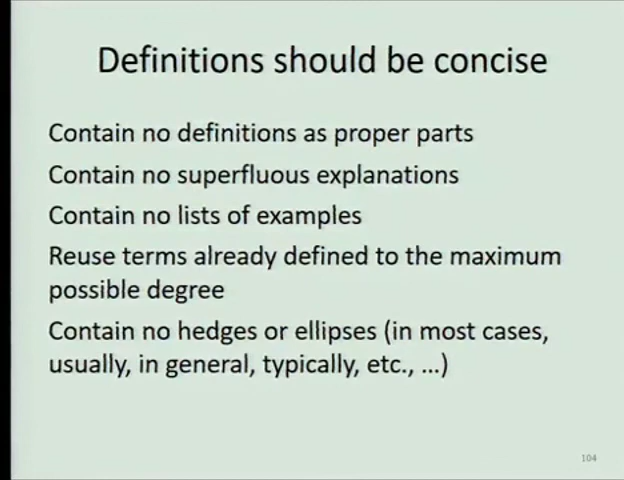 Definitions should be concise
Contain no definitions as proper parts
Contain no superfluous explanations
Contain no lists of examples
Reuse terms already defined to the maximum
possible degree
Contain no hedges or ellipses (in most cases,
usually, in general, typically, etc., …)
104